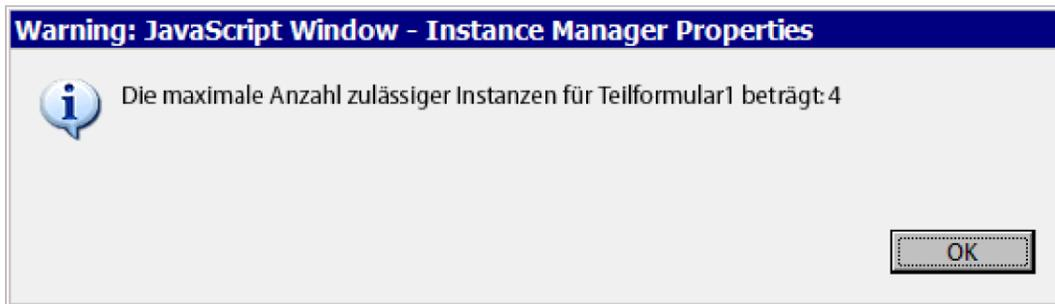 Warning: JavaScript Window - Instance Manager Properties
Die maximale Anzahl zulässiger Instanzen für Teilformular1 beträgt: 4
OK